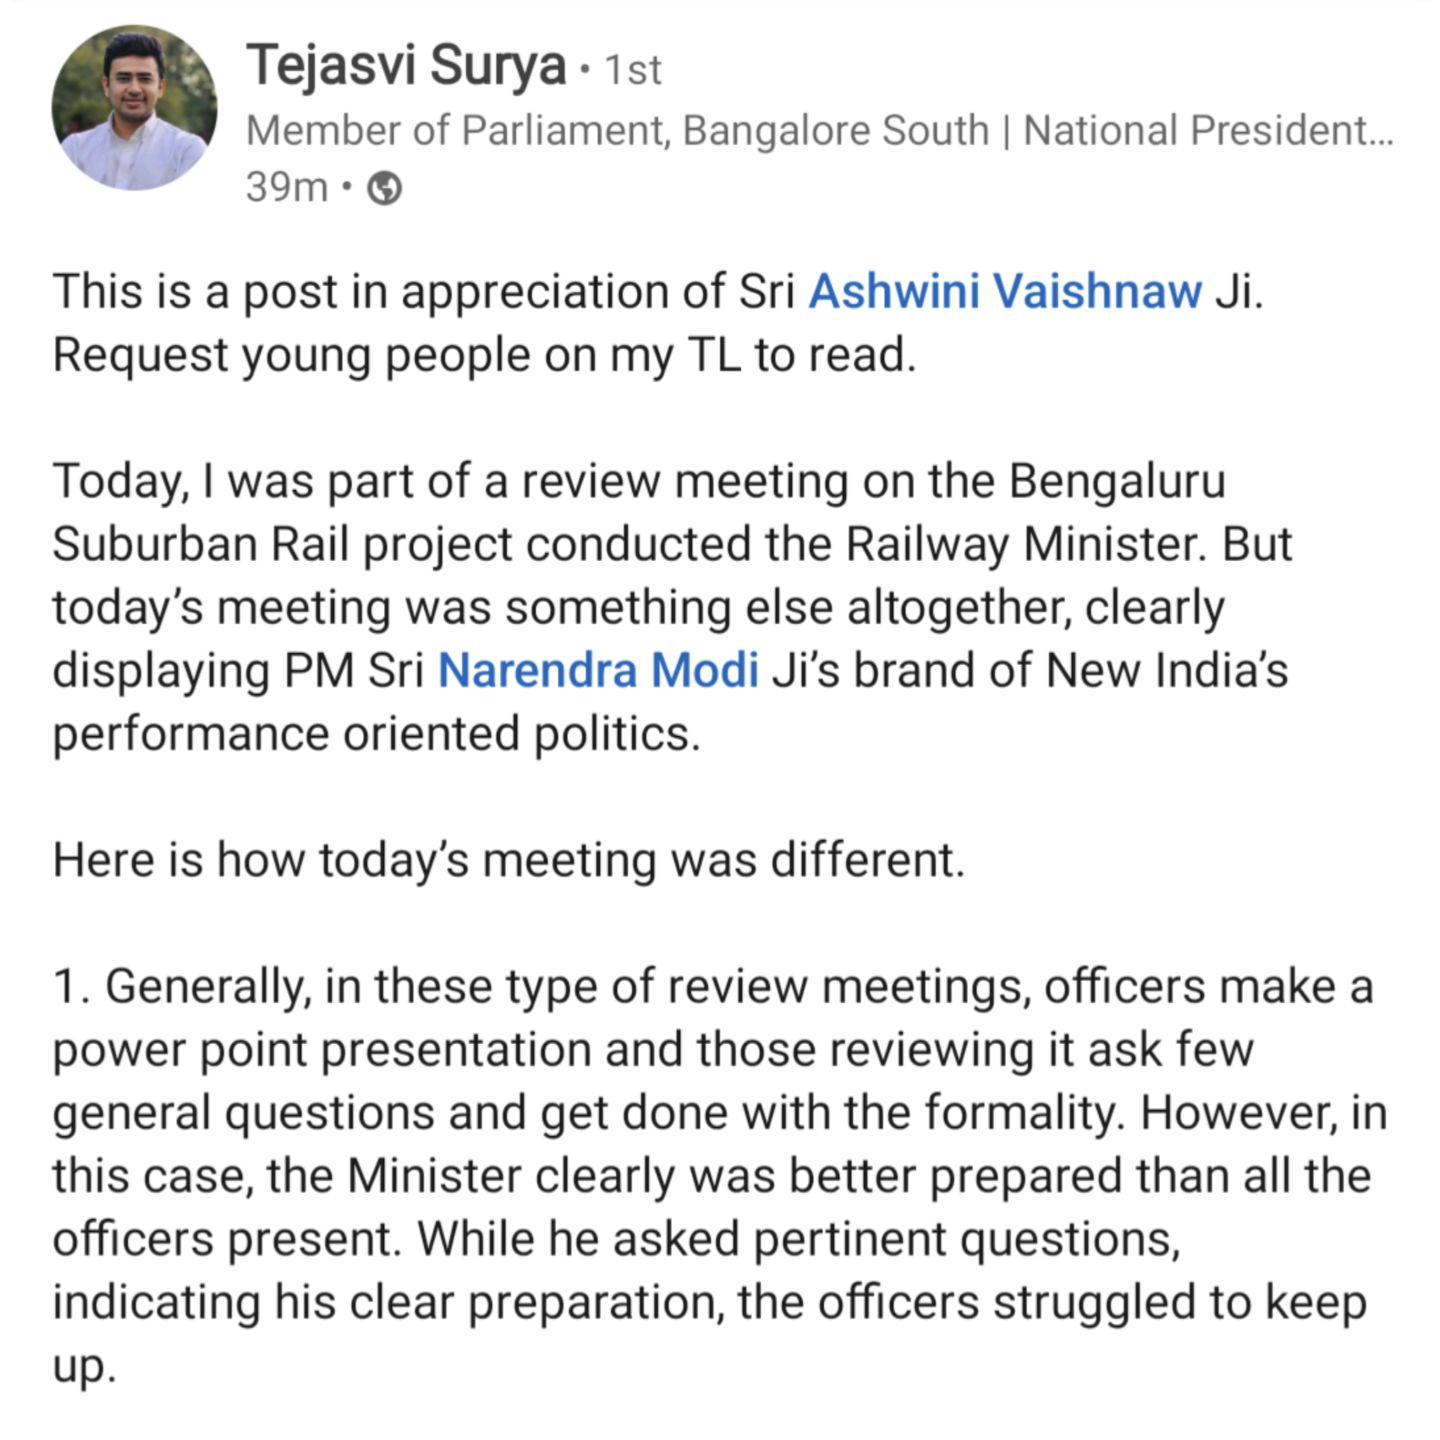 Tejasvi Surya • 1st
Member of Parliament, Bangalore South | National President...
39m •
This is a post in appreciation of Sri Ashwini Vaishnaw Ji.
Request young people on my TL to read.
Today, I was part of a review meeting on the Bengaluru
Suburban Rail project conducted the Railway Minister. But
today’s meeting was something else altogether, clearly
displaying PM Sri Narendra Modi Ji’s brand of New India’s
performance oriented politics.
Here is how today’s meeting was different.
1. Generally, in these type of review meetings, officers make a
power point presentation and those reviewing it ask few
general questions and get done with the formality. However, in
this case, the Minister clearly was better prepared than all the
officers present. While he asked pertinent questions,
indicating his clear preparation, the officers struggled to keep
up.